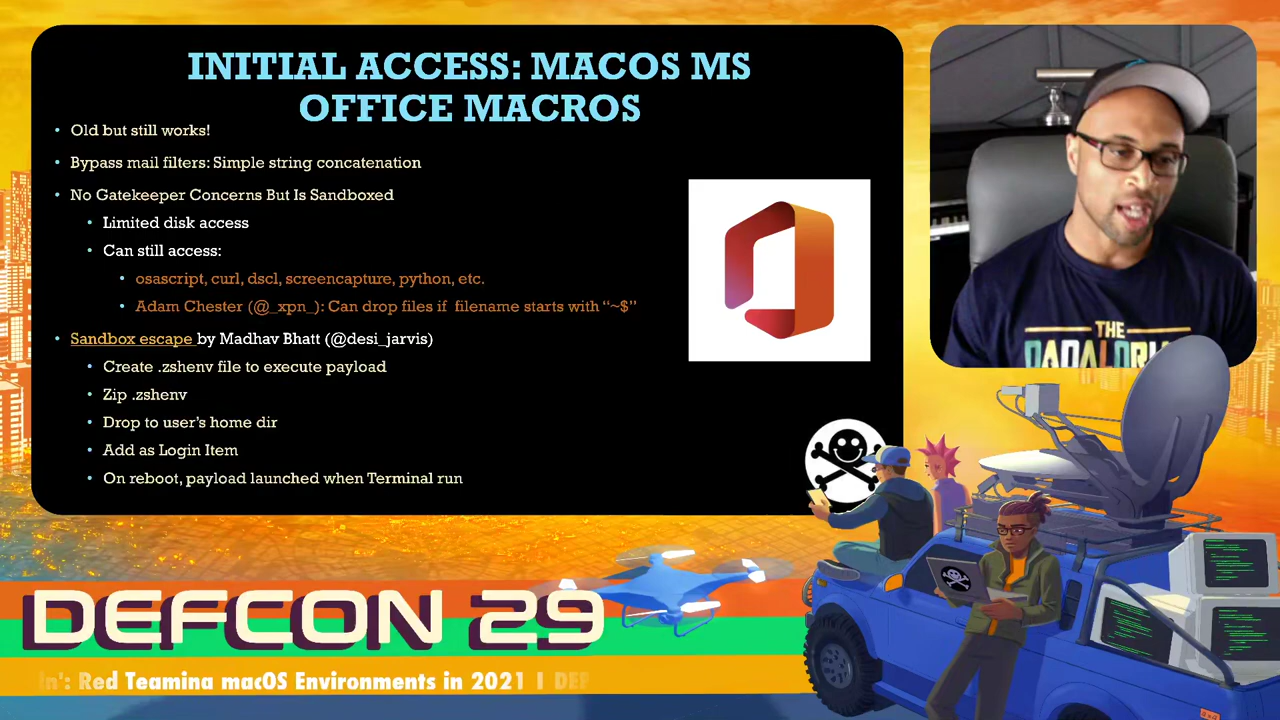 INITIAL ACCESS: MACOS MS
OFFICE MACROS
• Old but still works!
• Bypass mail filters: Simple string concatenation
• No Gatekeeper Concerns But Is Sandboxed
• Limited disk access
• Can still access:
• osascript, curl, dscl, screencapture, python, etc.
• Adam Chester (@_xpn_): Can drop files if filename starts with “~$”
• Sandbox escape by Madhav Bhatt (@desi_jarvis)
• Create .zshenv file to execute payload
• Zip .zshenv
• Drop to user’s home dir
• Add as Login Item
• On reboot, payload launched when Terminal run
THE
DEFCON 29
in': Red Teaming macOS Environments in 2021 | DEF